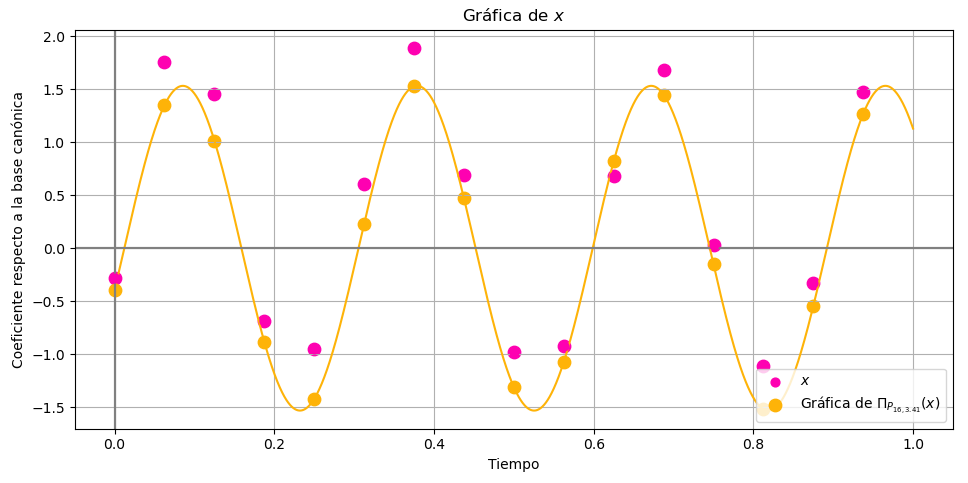 Gráfica de x
Coeficiente respecto a la base canónica
2.0
1.5
1.0
0.5
0.0
−0.5
−1.0
−1.5
0.0 0.2 0.4 0.6 0.8 1.0
Tiempo
x
Gráfica de Π_{P_{16,3.41}}(x)